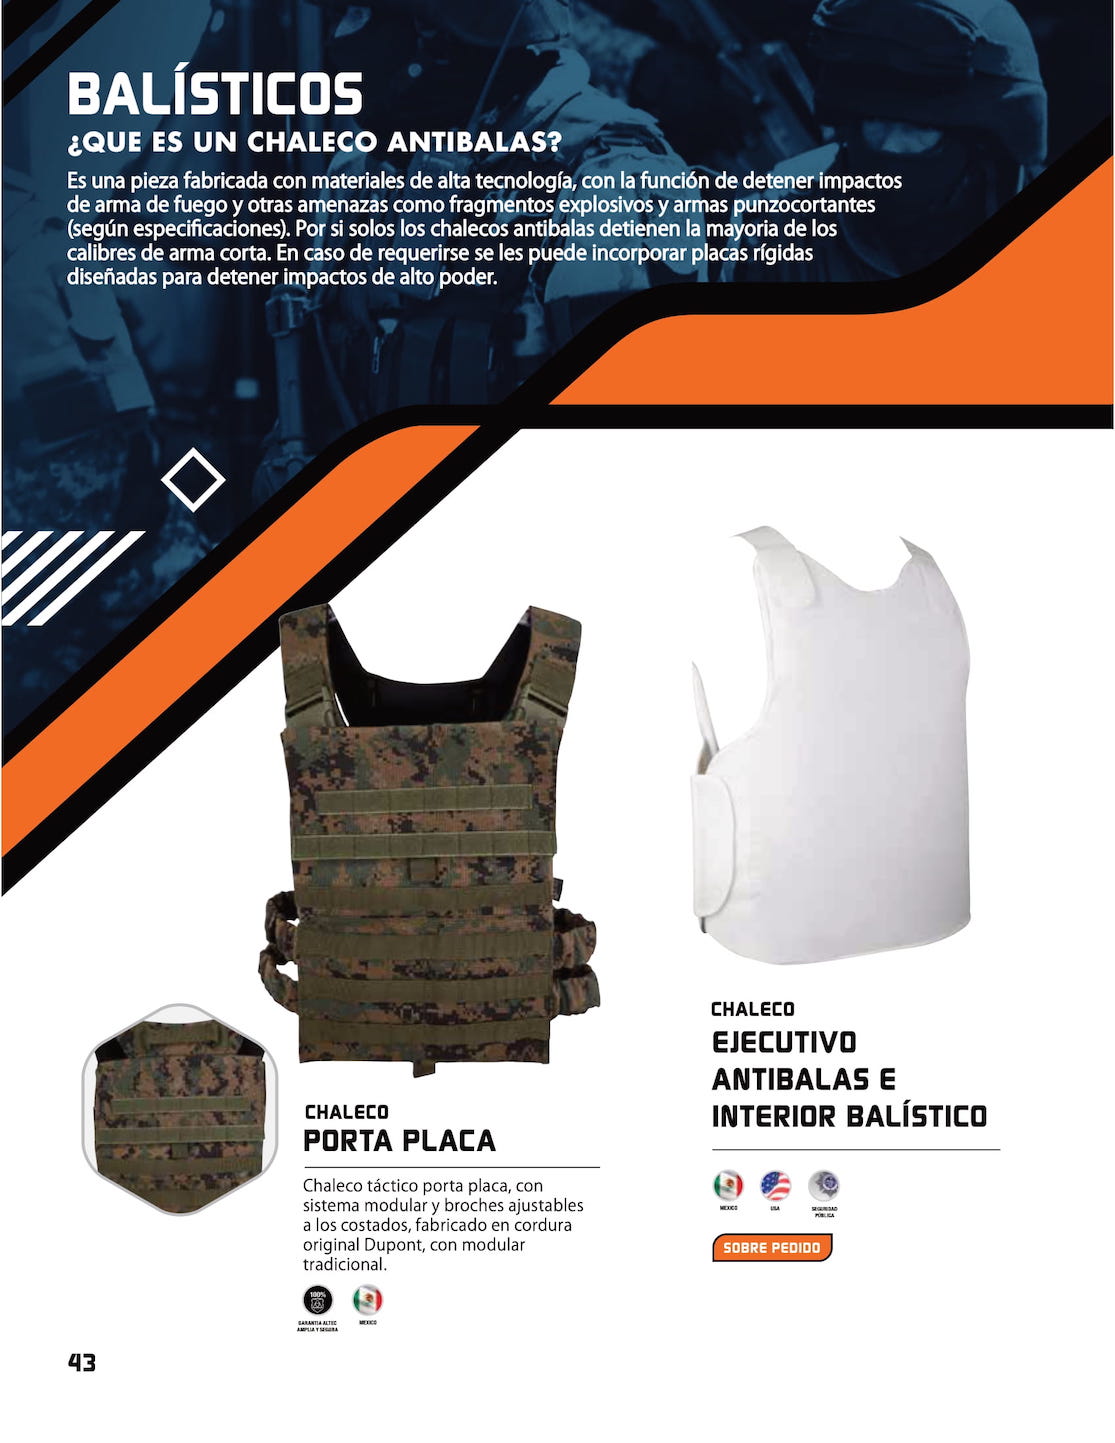 BALÍSTICOS
¿QUE ES UN CHALECO ANTIBALAS?
Es una pieza fabricada con materiales de alta tecnología, con la función de detener impactos
de arma de fuego y otras amenazas como fragmentos explosivos y armas punzocortantes
(según especificaciones). Por si solos los chalecos antibalas detienen la mayoria de los
calibres de arma corta. En caso de requerirse se les puede incorporar placas rígidas
diseñadas para detener impactos de alto poder.
CHALECO
EJECUTIVO
ANTIBALAS E
INTERIOR BALÍSTICO
MEXICO
USA
SEGURIDAD
PÚBLICA
SOBRE PEDIDO
CHALECO
PORTA PLACA
Chaleco táctico porta placa, con
sistema modular y broches ajustables
a los costados, fabricado en cordura
original Dupont, con modular
tradicional.
100%
GARANTIA ALTEC
AMPLIA Y SEGURA
MEXICO
43